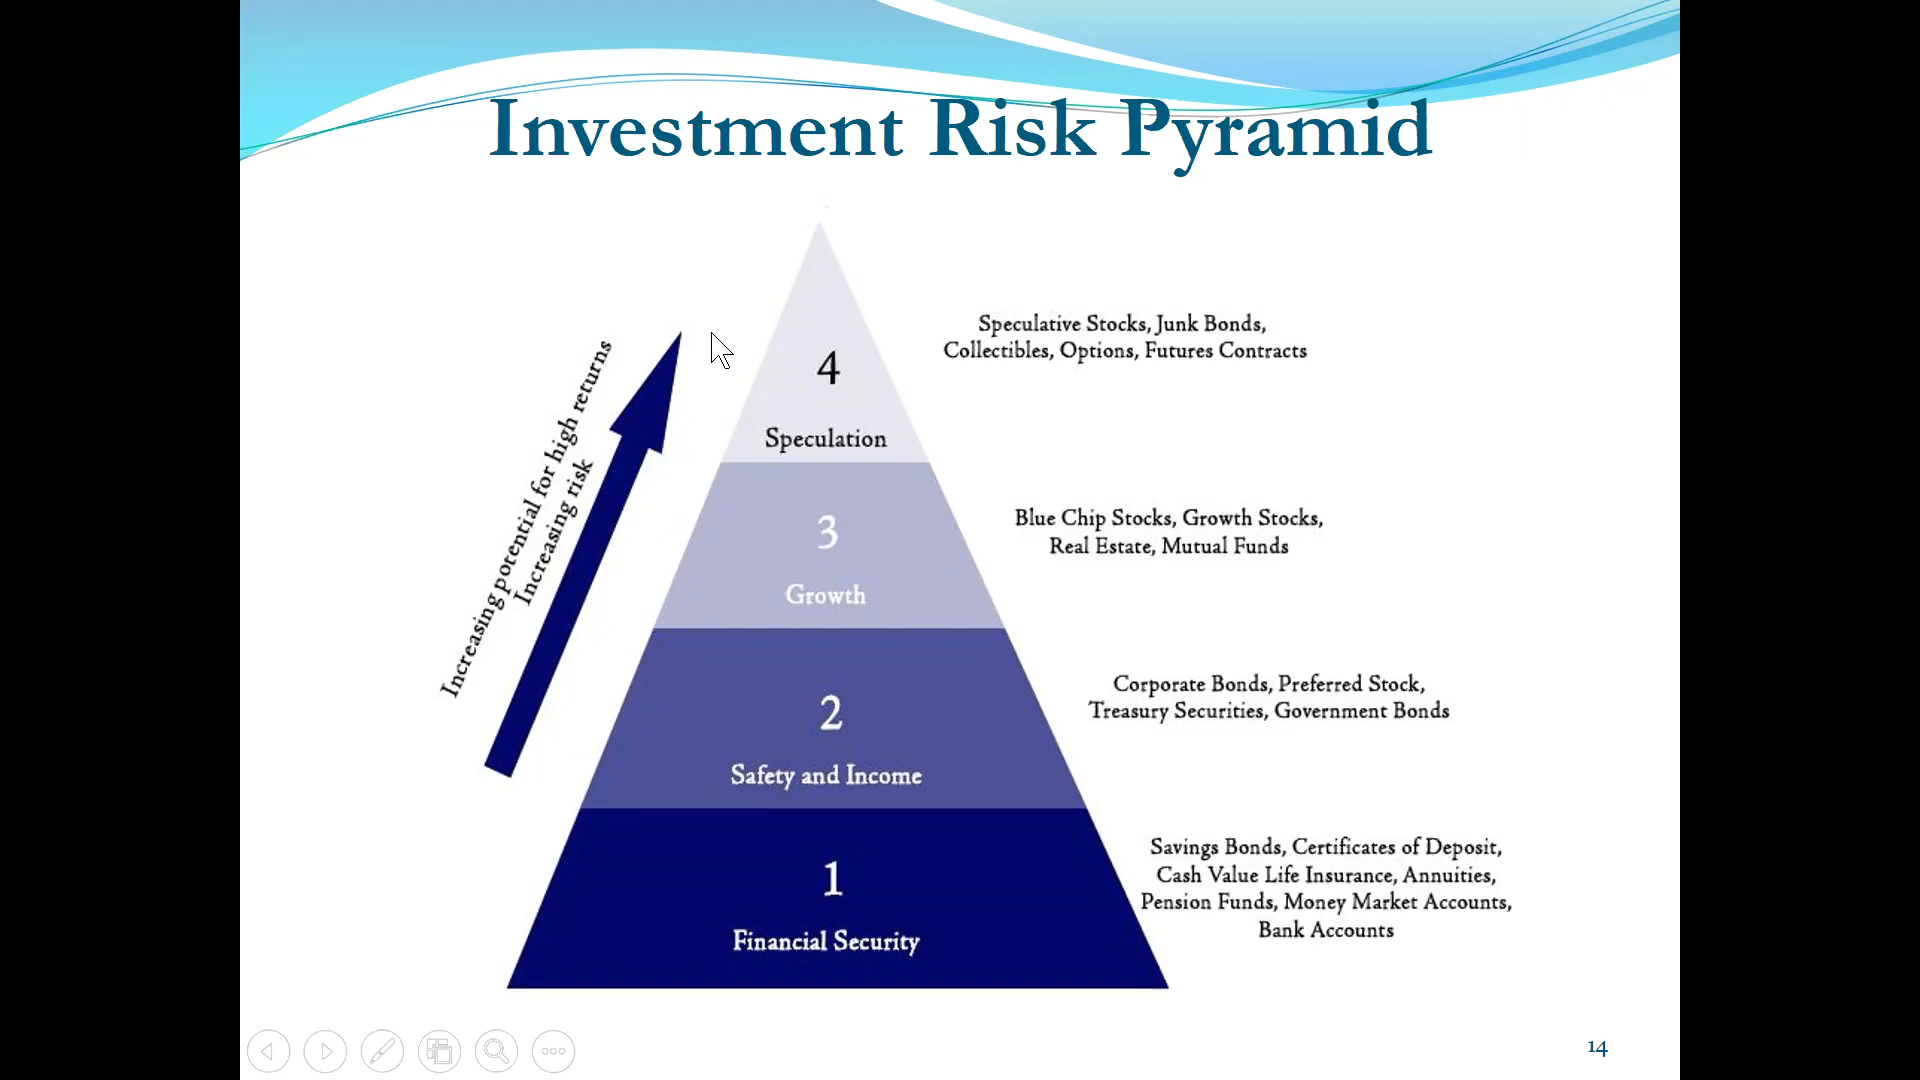 Investment Risk Pyramid
Increasing potential for high returns
Increasing risk
4
Speculation
Speculative Stocks, Junk Bonds,
Collectibles, Options, Futures Contracts
3
Growth
Blue Chip Stocks, Growth Stocks,
Real Estate, Mutual Funds
2
Safety and Income
Corporate Bonds, Preferred Stock,
Treasury Securities, Government Bonds
1
Financial Security
Savings Bonds, Certificates of Deposit,
Cash Value Life Insurance, Annuities,
Pension Funds, Money Market Accounts,
Bank Accounts
14